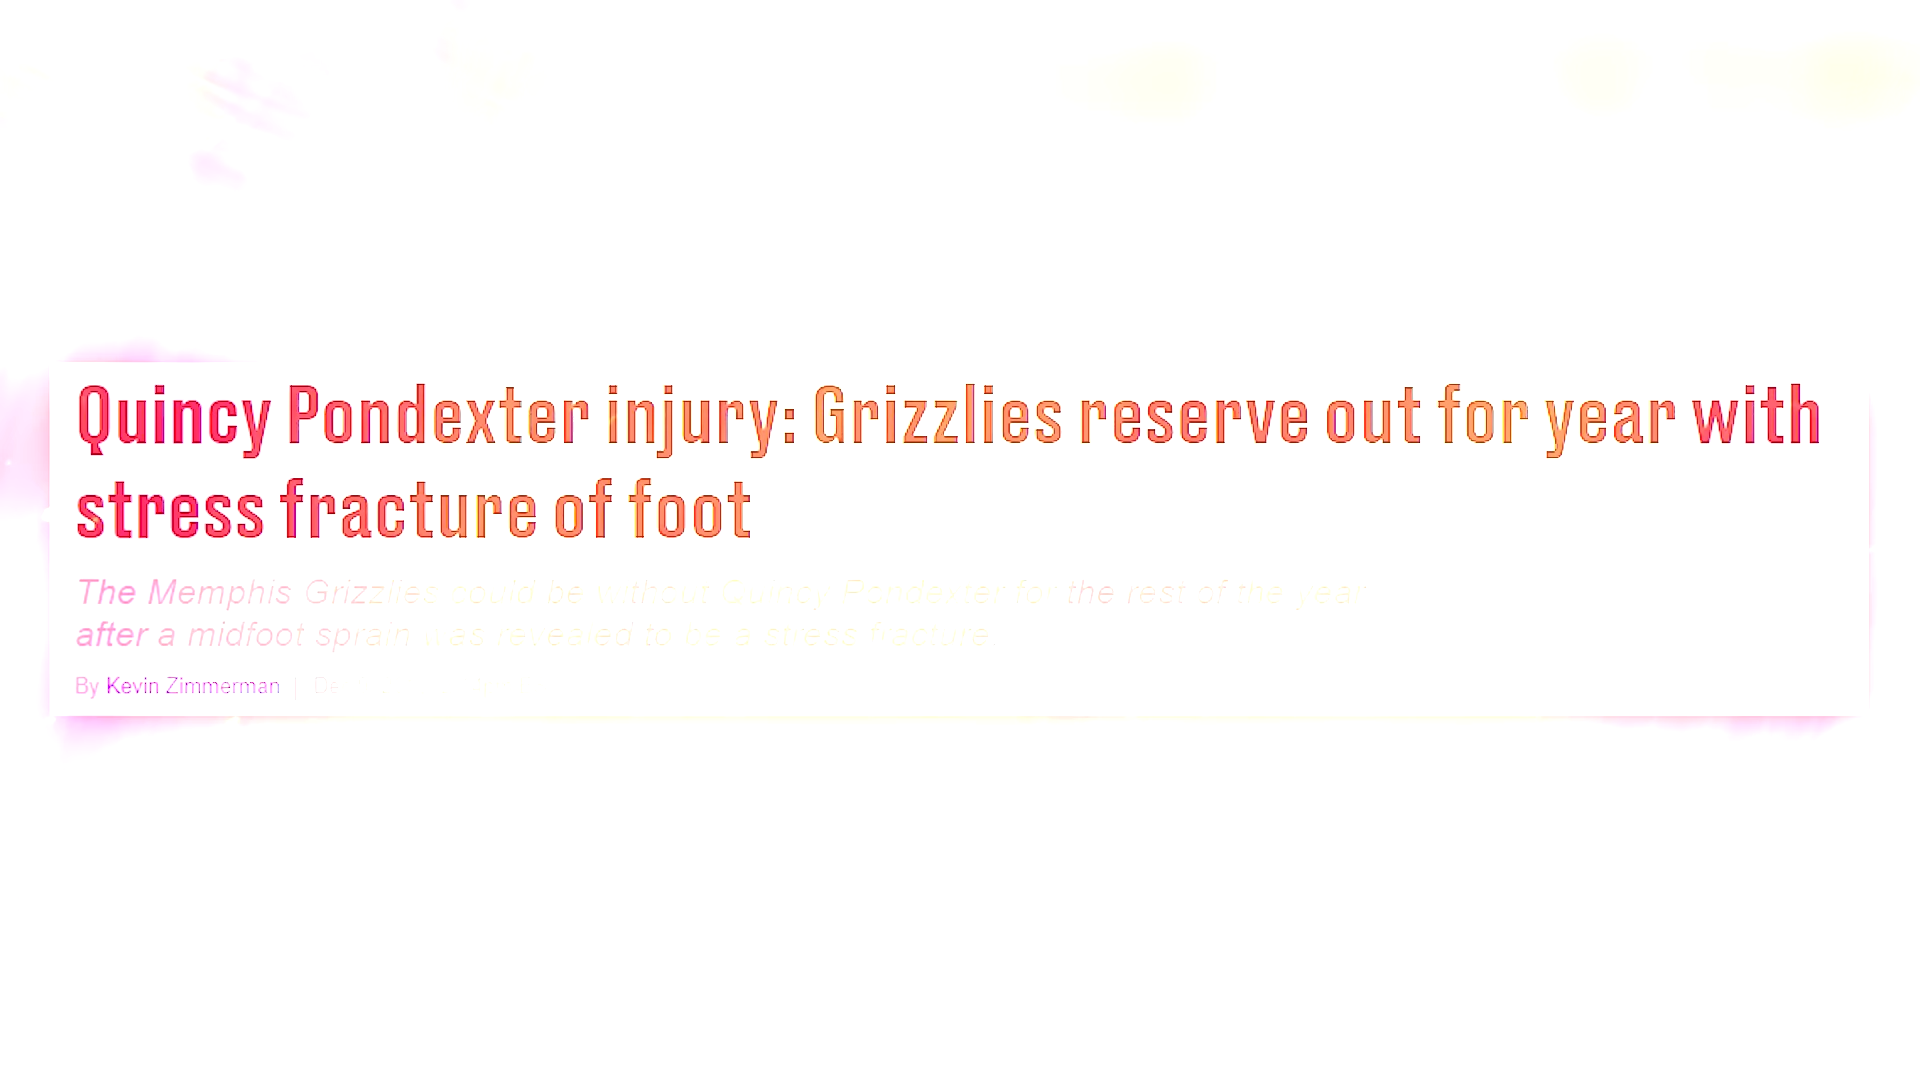 Quincy Pondexter injury: Grizzlies reserve out for year with
stress fracture of foot
The Memphis Grizzlies could be without Quincy Pondexter for the rest of the year
after a midfoot sprain was revealed to be a stress fracture.
By Kevin Zimmerman |